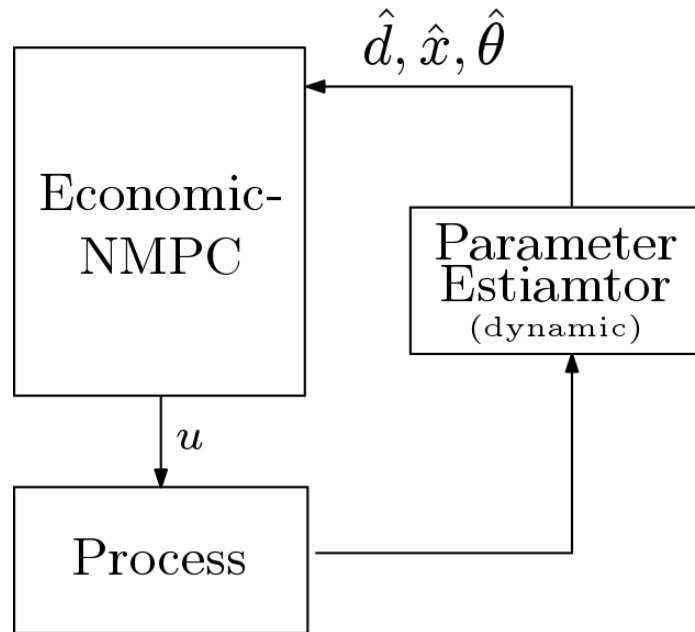 d̂, x̂, θ̂
Economic-
NMPC
Parameter
Estiamtor
(dynamic)
u
Process